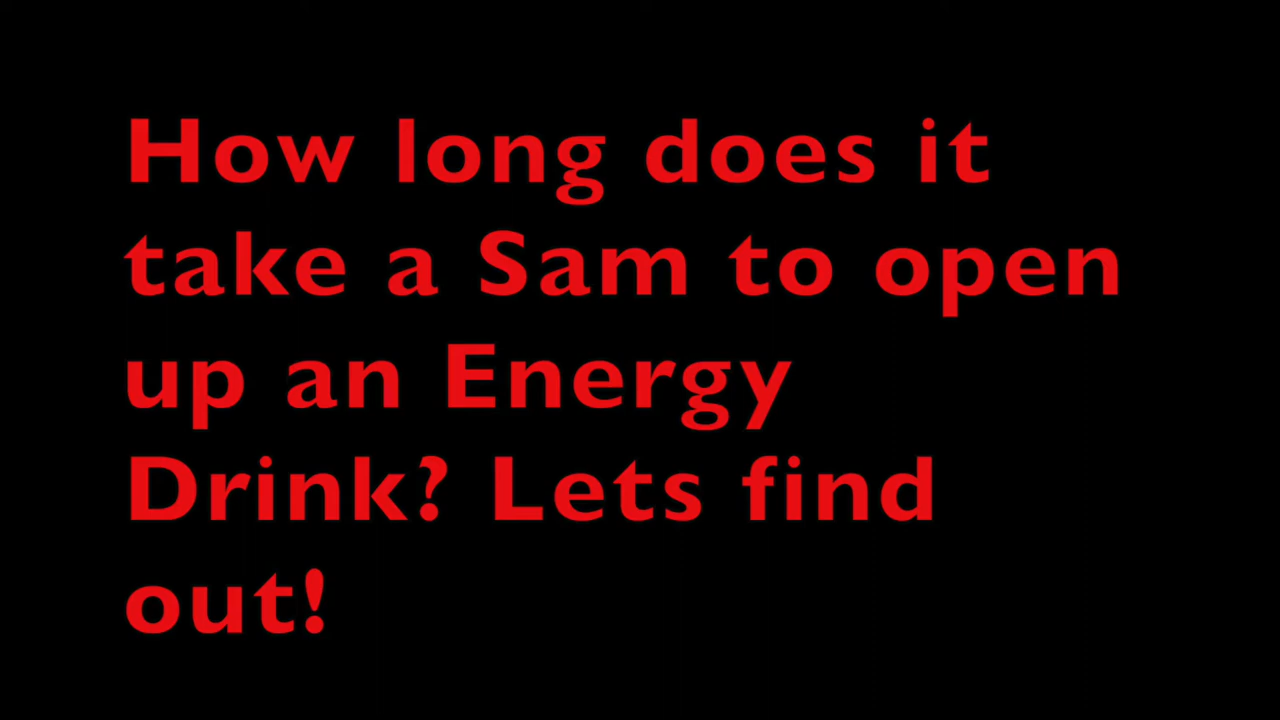 How long does it
take a Sam to open
up an Energy
Drink? Lets find
out!